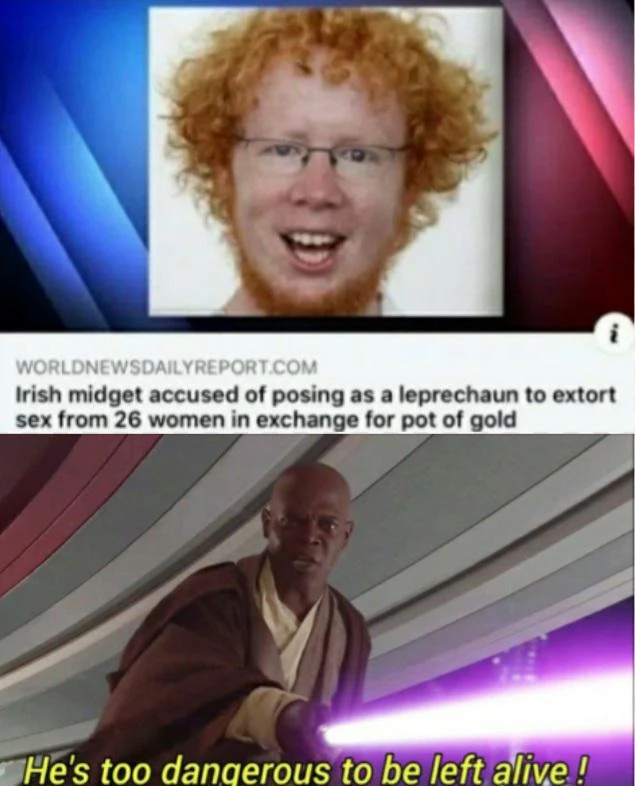 i
WORLDNEWSDAILYREPORT.COM
Irish midget accused of posing as a leprechaun to extort
sex from 26 women in exchange for pot of gold
He's too dangerous to be left alive !